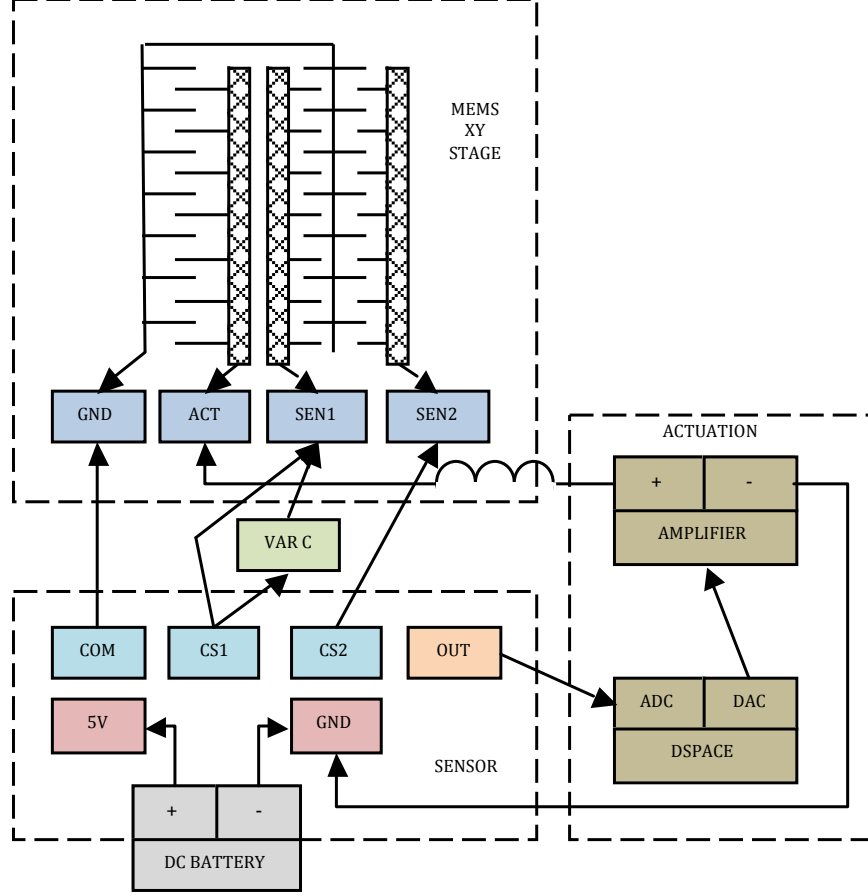 MEMS
XY
STAGE
GND
ACT
SEN1
SEN2
ACTUATION
+
-
AMPLIFIER
VAR C
COM
CS1
CS2
OUT
ADC
DAC
5V
GND
DSPACE
SENSOR
+
-
DC BATTERY